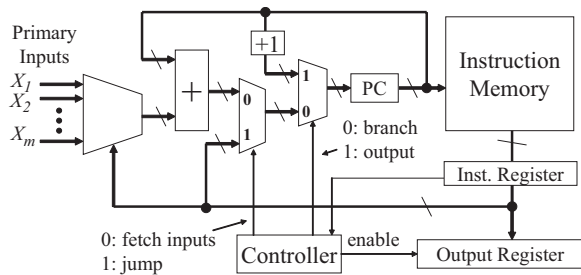 Primary
Inputs
X1
X2
Xm
+
+1
0
1
1
0
PC
Instruction
Memory
0: branch
1: output
Inst. Register
0: fetch inputs
1: jump
Controller
enable
Output Register